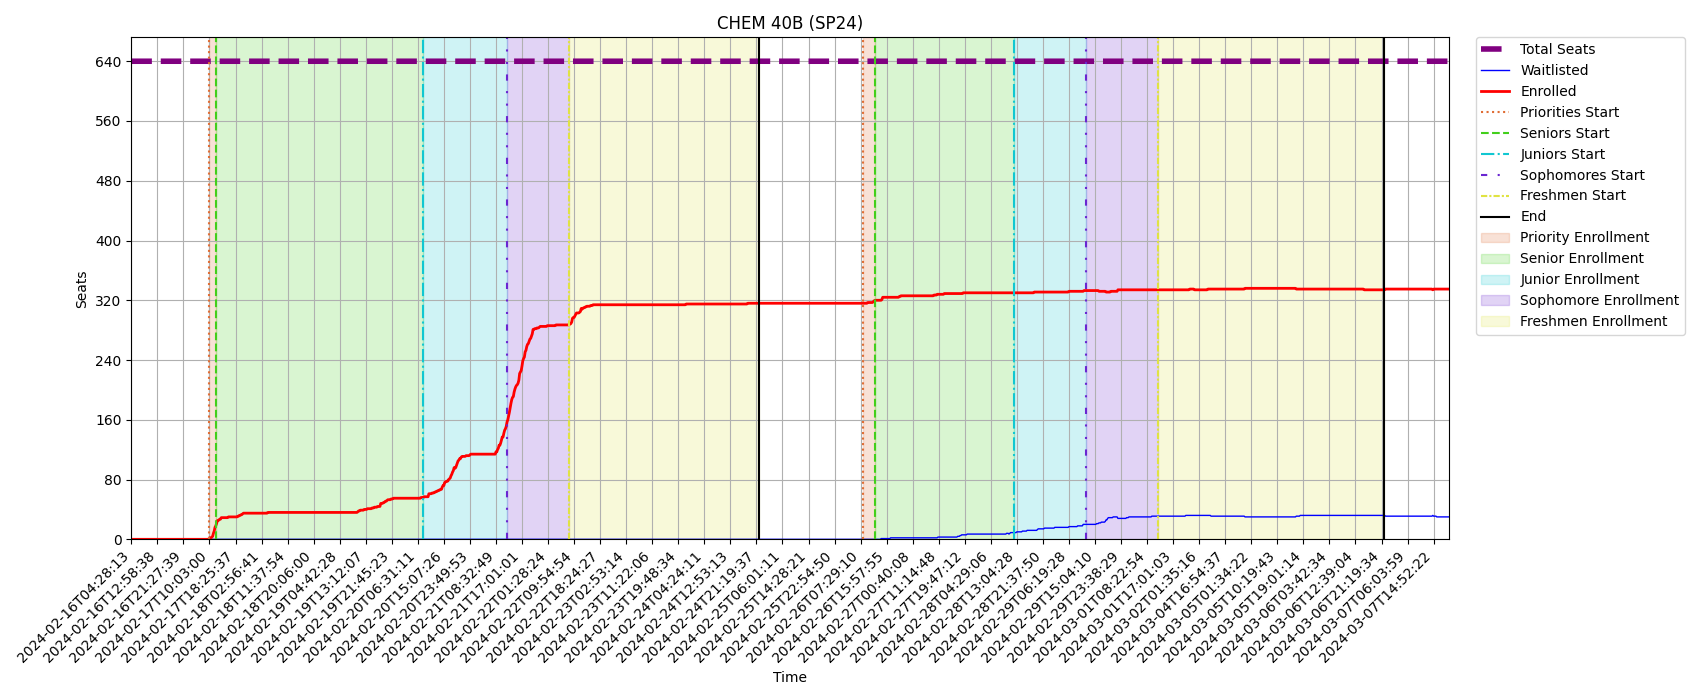 CHEM 40B (SP24)
640
560
480
400
320
240
160
80
0
Seats
2024-02-16T04:28:13
2024-02-16T12:58:38
2024-02-16T21:27:39
2024-02-17T10:03:00
2024-02-17T18:25:37
2024-02-18T02:56:41
2024-02-18T11:37:54
2024-02-18T20:06:00
2024-02-19T04:42:28
2024-02-19T13:12:07
2024-02-19T21:45:23
2024-02-20T06:31:11
2024-02-20T15:07:26
2024-02-20T23:49:53
2024-02-21T08:32:49
2024-02-21T17:01:01
2024-02-22T01:28:24
2024-02-22T09:54:54
2024-02-22T18:24:27
2024-02-23T02:53:14
2024-02-23T11:22:06
2024-02-23T19:48:34
2024-02-24T04:24:11
2024-02-24T12:53:13
2024-02-24T21:19:37
2024-02-25T06:01:11
2024-02-25T14:28:21
2024-02-25T22:54:50
2024-02-26T07:29:10
2024-02-26T15:57:55
2024-02-27T00:40:08
2024-02-27T11:14:48
2024-02-27T19:47:12
2024-02-28T04:29:06
2024-02-28T13:04:28
2024-02-28T21:37:50
2024-02-29T06:19:28
2024-02-29T15:04:10
2024-02-29T23:38:29
2024-03-01T08:22:54
2024-03-01T17:01:03
2024-03-02T01:35:16
2024-03-04T16:54:37
2024-03-05T01:34:22
2024-03-05T10:19:43
2024-03-05T19:01:14
2024-03-06T03:42:34
2024-03-06T12:39:04
2024-03-06T21:19:34
2024-03-07T06:03:59
2024-03-07T14:52:22
Time
Total Seats
Waitlisted
Enrolled
Priorities Start
Seniors Start
Juniors Start
Sophomores Start
Freshmen Start
End
Priority Enrollment
Senior Enrollment
Junior Enrollment
Sophomore Enrollment
Freshmen Enrollment